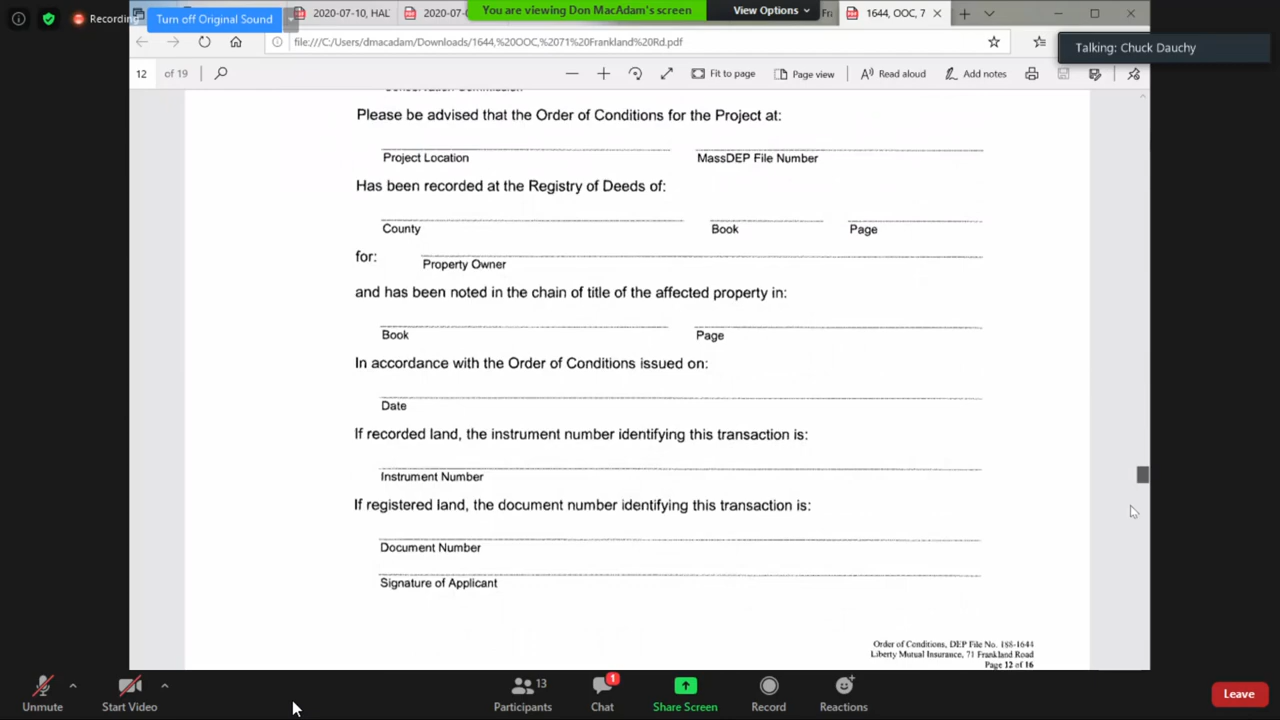 Recording
Turn off Original Sound
2020-07-10, HAL
2020-07-
You are viewing Don MacAdam's screen
View Options
1644, OOC, 7
file:///C:/Users/dmacadam/Downloads/1644,%20OOC,%2071%20Frankland%20Rd.pdf
Talking: Chuck Dauchy
12 of 19
Fit to page
Page view
Read aloud
Add notes
Please be advised that the Order of Conditions for the Project at:
Project Location MassDEP File Number
Has been recorded at the Registry of Deeds of:
County Book Page
for:
Property Owner
and has been noted in the chain of title of the affected property in:
Book Page
In accordance with the Order of Conditions issued on:
Date
If recorded land, the instrument number identifying this transaction is:
Instrument Number
If registered land, the document number identifying this transaction is:
Document Number
Signature of Applicant
Order of Conditions, DEP File No. 188-1644
Liberty Mutual Insurance, 71 Frankland Road
Page 12 of 16
Unmute
Start Video
13
Participants
1
Chat
Share Screen
Record
Reactions
Leave